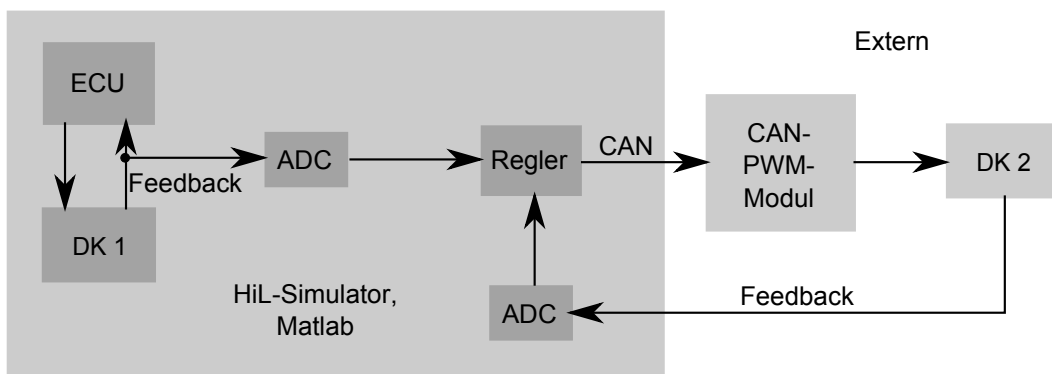 Extern
ECU
CAN-
PWM-
Modul
ADC
Regler
CAN
DK 2
Feedback
DK 1
HiL-Simulator,
Matlab
ADC
Feedback